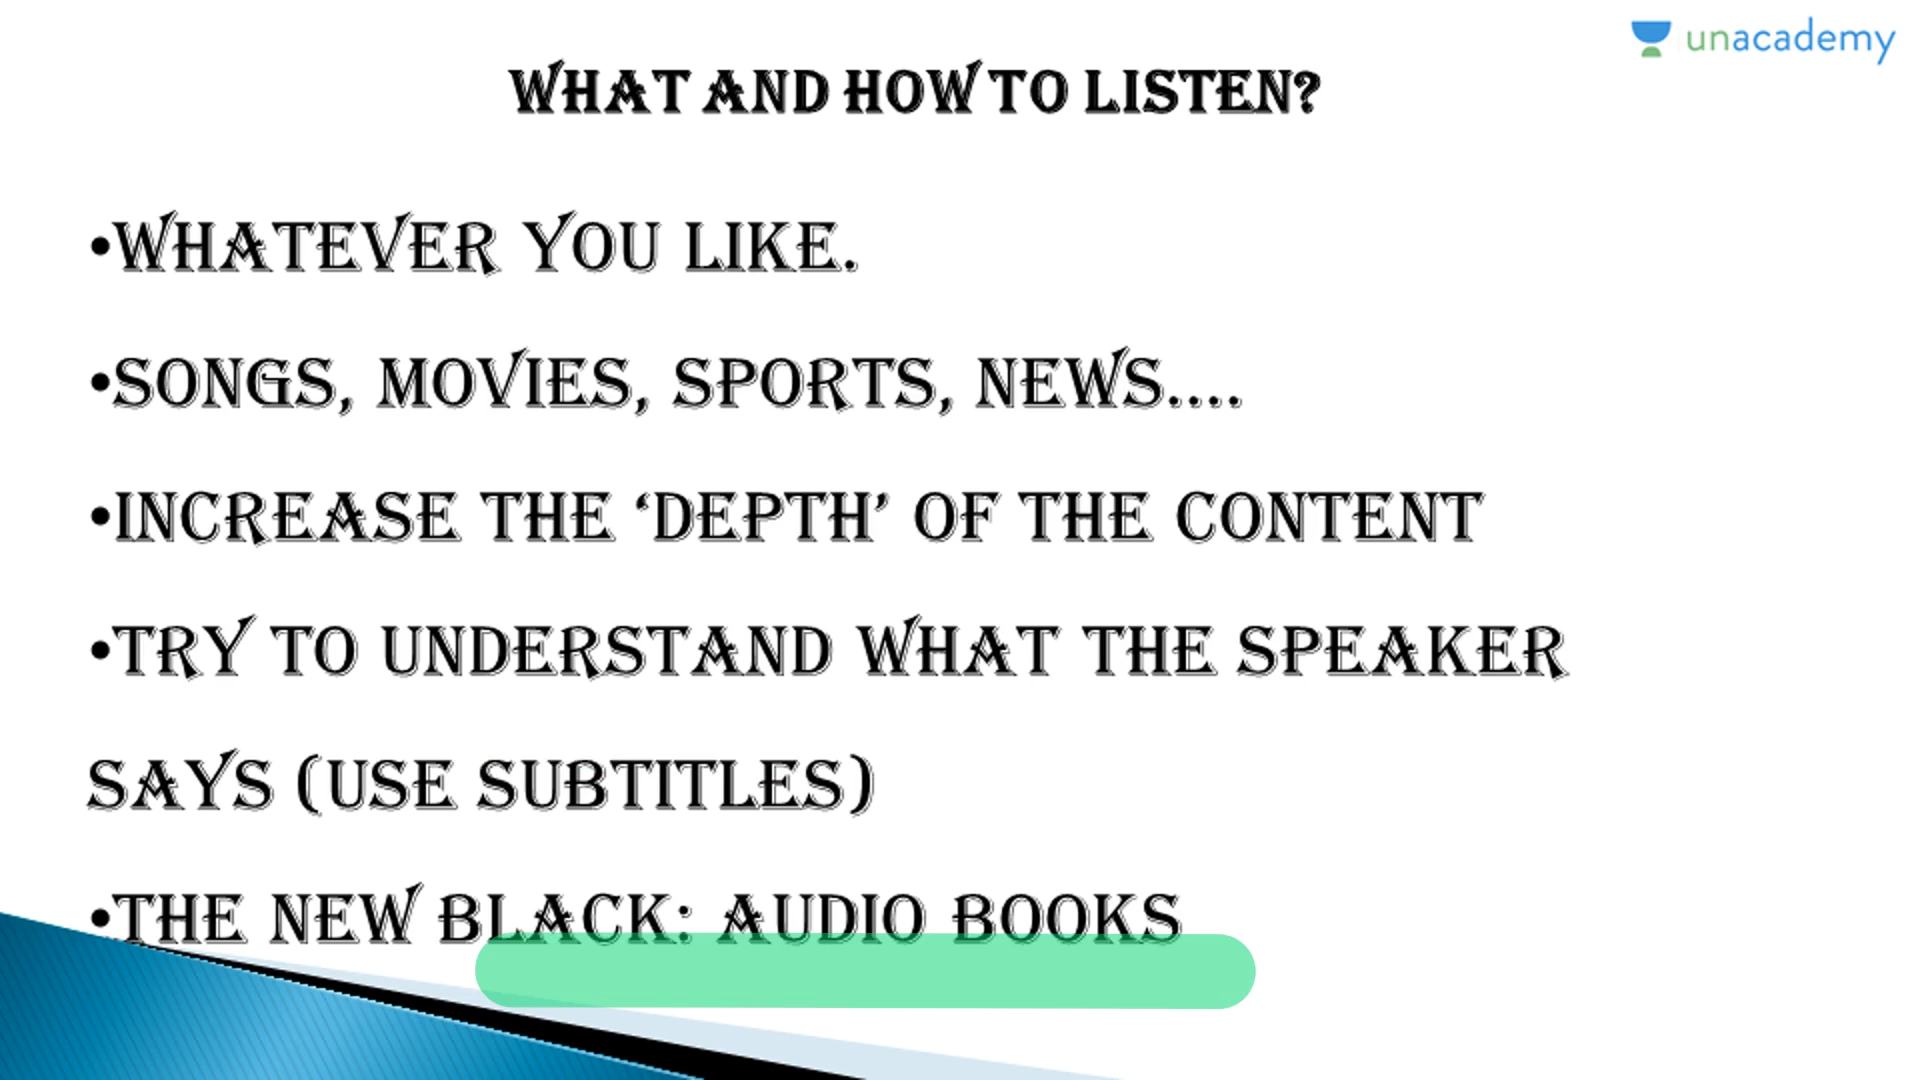 unacademy
WHAT AND HOW TO LISTEN?
•WHATEVER YOU LIKE.
•SONGS, MOVIES, SPORTS, NEWS....
•INCREASE THE ‘DEPTH’ OF THE CONTENT
•TRY TO UNDERSTAND WHAT THE SPEAKER
SAYS (USE SUBTITLES)
•THE NEW BLACK: AUDIO BOOKS